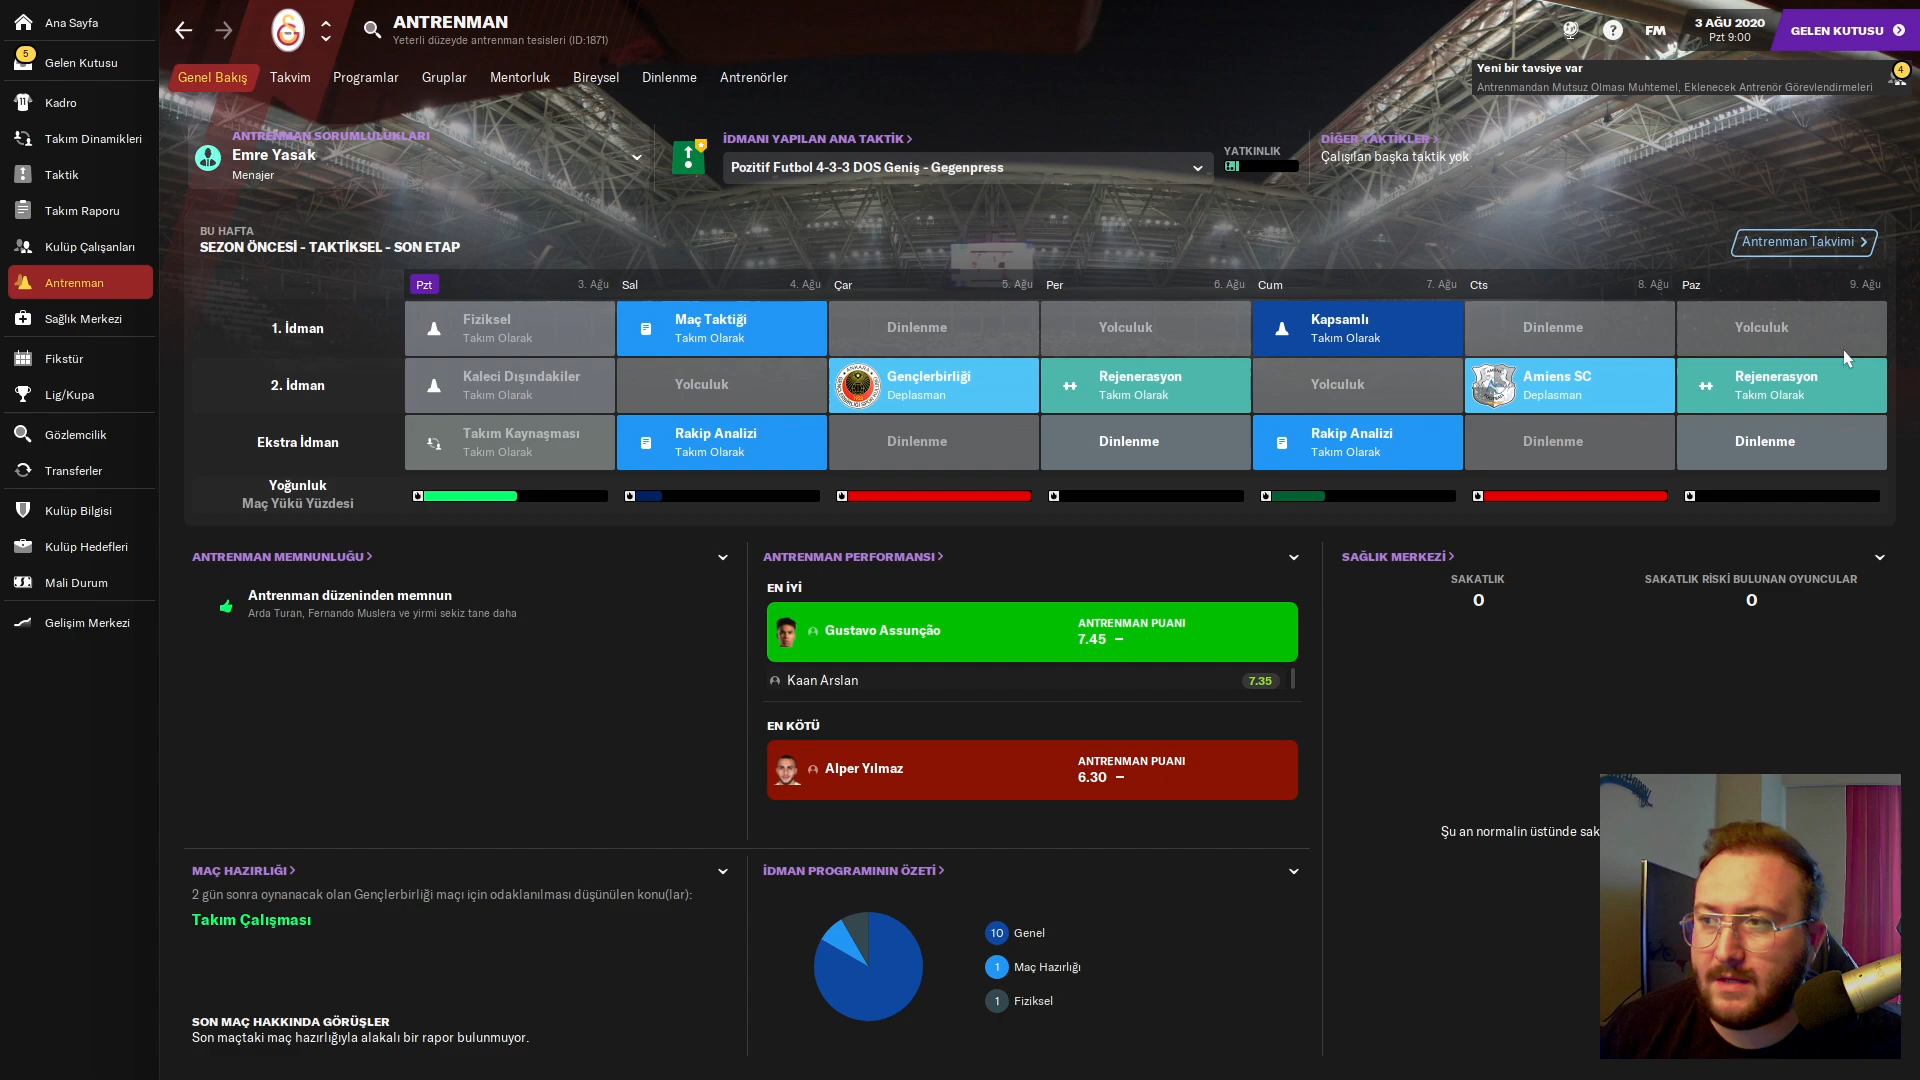 Ana Sayfa
5
Gelen Kutusu
Kadro
Takım Dinamikleri
Taktik
Takım Raporu
Kulüp Çalışanları
Antrenman
Sağlık Merkezi
Fikstür
Lig/Kupa
Gözlemcilik
Transferler
Kulüp Bilgisi
Kulüp Hedefleri
Mali Durum
Gelişim Merkezi
ANTRENMAN
Yeterli düzeyde antrenman tesisleri (ID:1871)
FM
3 AĞU 2020
Pzt 9:00
GELEN KUTUSU
Genel Bakış
Takvim
Programlar
Gruplar
Mentorluk
Bireysel
Dinlenme
Antrenörler
Yeni bir tavsiye var
4
Antrenmandan Mutsuz Olması Muhtemel, Eklenecek Antrenör Görevlendirmeleri
ANTRENMAN SORUMLULUKLARI
Emre Yasak
Menajer
İDMANI YAPILAN ANA TAKTİK
Pozitif Futbol 4-3-3 DOS Geniş - Gegenpress
YATKINLIK
DİĞER TAKTİKLER
Çalışılan başka taktik yok
BU HAFTA
SEZON ÖNCESİ - TAKTİKSEL - SON ETAP
Antrenman Takvimi
Pzt 3. Ağu
Sal 4. Ağu
Çar 5. Ağu
Per 6. Ağu
Cum 7. Ağu
Cts 8. Ağu
Paz 9. Ağu
1. İdman
Fiziksel
Takım Olarak
Maç Taktiği
Takım Olarak
Dinlenme
Yolculuk
Kapsamlı
Takım Olarak
Dinlenme
Yolculuk
2. İdman
Kaleci Dışındakiler
Takım Olarak
Yolculuk
Gençlerbirliği
Deplasman
Rejenerasyon
Takım Olarak
Yolculuk
Amiens SC
Deplasman
Rejenerasyon
Takım Olarak
Ekstra İdman
Takım Kaynaşması
Takım Olarak
Rakip Analizi
Takım Olarak
Dinlenme
Dinlenme
Rakip Analizi
Takım Olarak
Dinlenme
Dinlenme
Yoğunluk
Maç Yükü Yüzdesi
ANTRENMAN MEMNUNLUĞU
Antrenman düzeninden memnun
Arda Turan, Fernando Muslera ve yirmi sekiz tane daha
ANTRENMAN PERFORMANSI
EN İYİ
Gustavo Assunção
ANTRENMAN PUANI
7.45 –
Kaan Arslan
7.35
EN KÖTÜ
Alper Yılmaz
ANTRENMAN PUANI
6.30 –
SAĞLIK MERKEZİ
SAKATLIK
0
SAKATLIK RİSKİ BULUNAN OYUNCULAR
0
Şu an normalin üstünde sak
MAÇ HAZIRLIĞI
2 gün sonra oynanacak olan Gençlerbirliği maçı için odaklanılması düşünülen konu(lar):
Takım Çalışması
SON MAÇ HAKKINDA GÖRÜŞLER
Son maçtaki maç hazırlığıyla alakalı bir rapor bulunmuyor.
İDMAN PROGRAMININ ÖZETİ
10 Genel
1 Maç Hazırlığı
1 Fiziksel